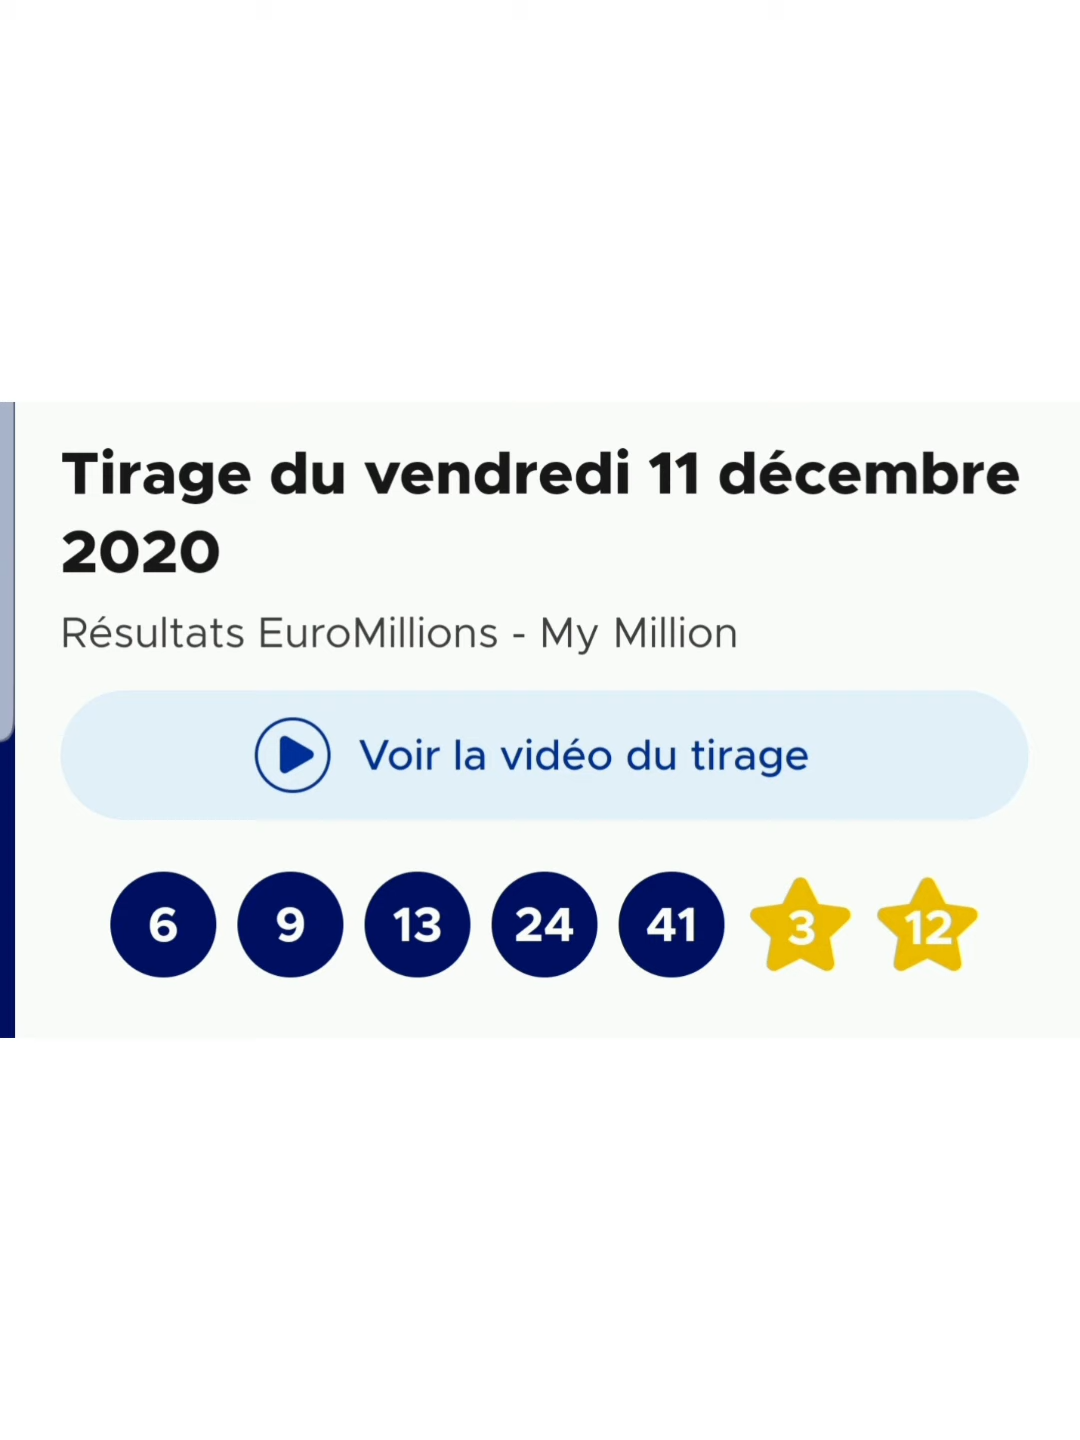 Tirage du vendredi 11 décembre
2020
Résultats EuroMillions - My Million
Voir la vidéo du tirage
6 9 13 24 41 3 12